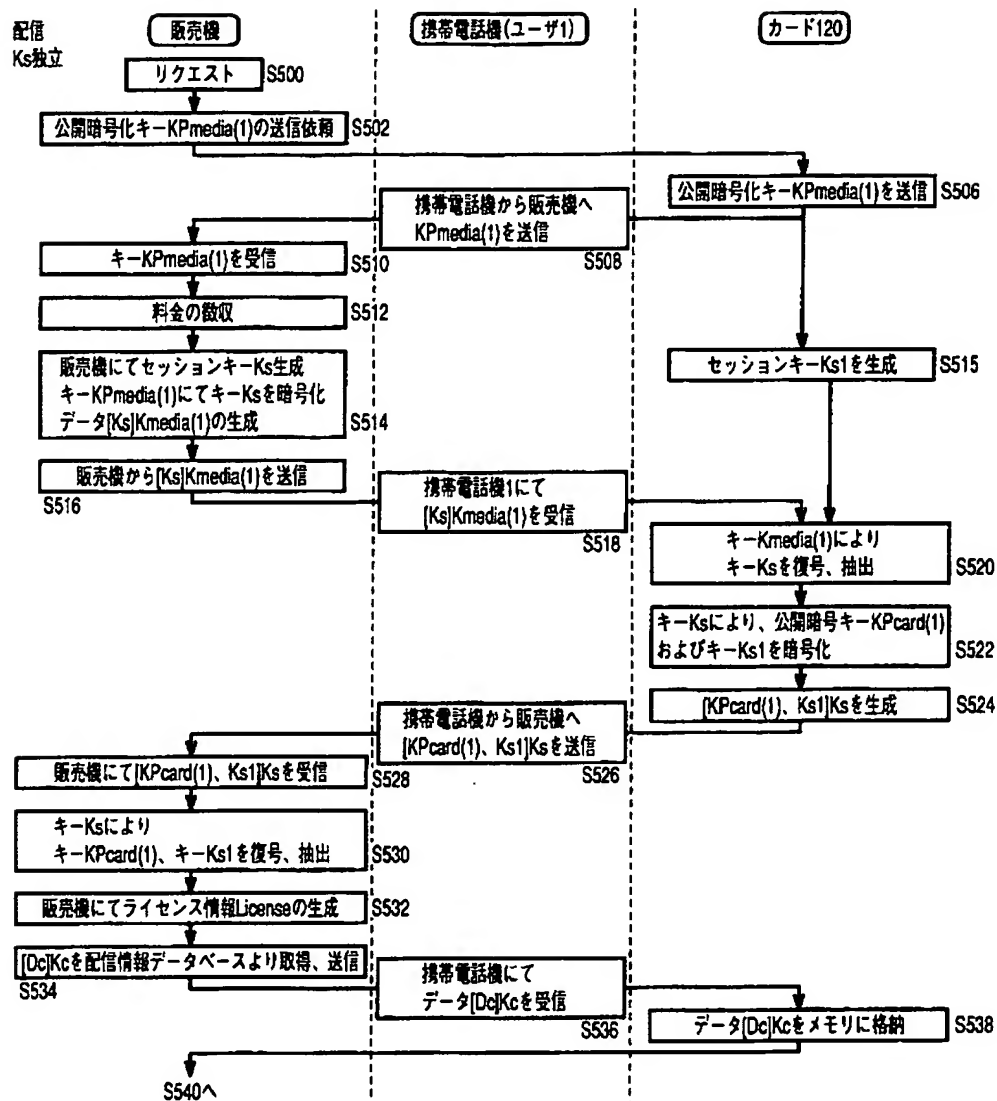 配信
Ks独立
販売機
携帯電話機(ユーザ1)
カード120
リクエスト
S500
公開暗号化キーKPmedia(1)の送信依頼
S502
公開暗号化キーKPmedia(1)を送信
S506
携帯電話機から販売機へ
KPmedia(1)を送信
S508
キーKPmedia(1)を受信
S510
料金の徴収
S512
販売機にてセッションキーKs生成
キーKPmedia(1)にてキーKsを暗号化
データ[Ks]Kmedia(1)の生成
S514
セッションキーKs1を生成
S515
販売機から[Ks]Kmedia(1)を送信
S516
携帯電話機1にて
[Ks]Kmedia(1)を受信
S518
キーKmedia(1)により
キーKsを復号、抽出
S520
キーKsにより、公開暗号キーKPcard(1)
およびキーKs1を暗号化
S522
[KPcard(1)、Ks1]Ksを生成
S524
携帯電話機から販売機へ
[KPcard(1)、Ks1]Ksを送信
S526
販売機にて[KPcard(1)、Ks1]Ksを受信
S528
キーKsにより
キーKPcard(1)、キーKs1を復号、抽出
S530
販売機にてライセンス情報Licenseの生成
S532
[Dc]Kcを配信情報データベースより取得、送信
S534
携帯電話機にて
データ[Dc]Kcを受信
S536
データ[Dc]Kcをメモリに格納
S538
S540へ